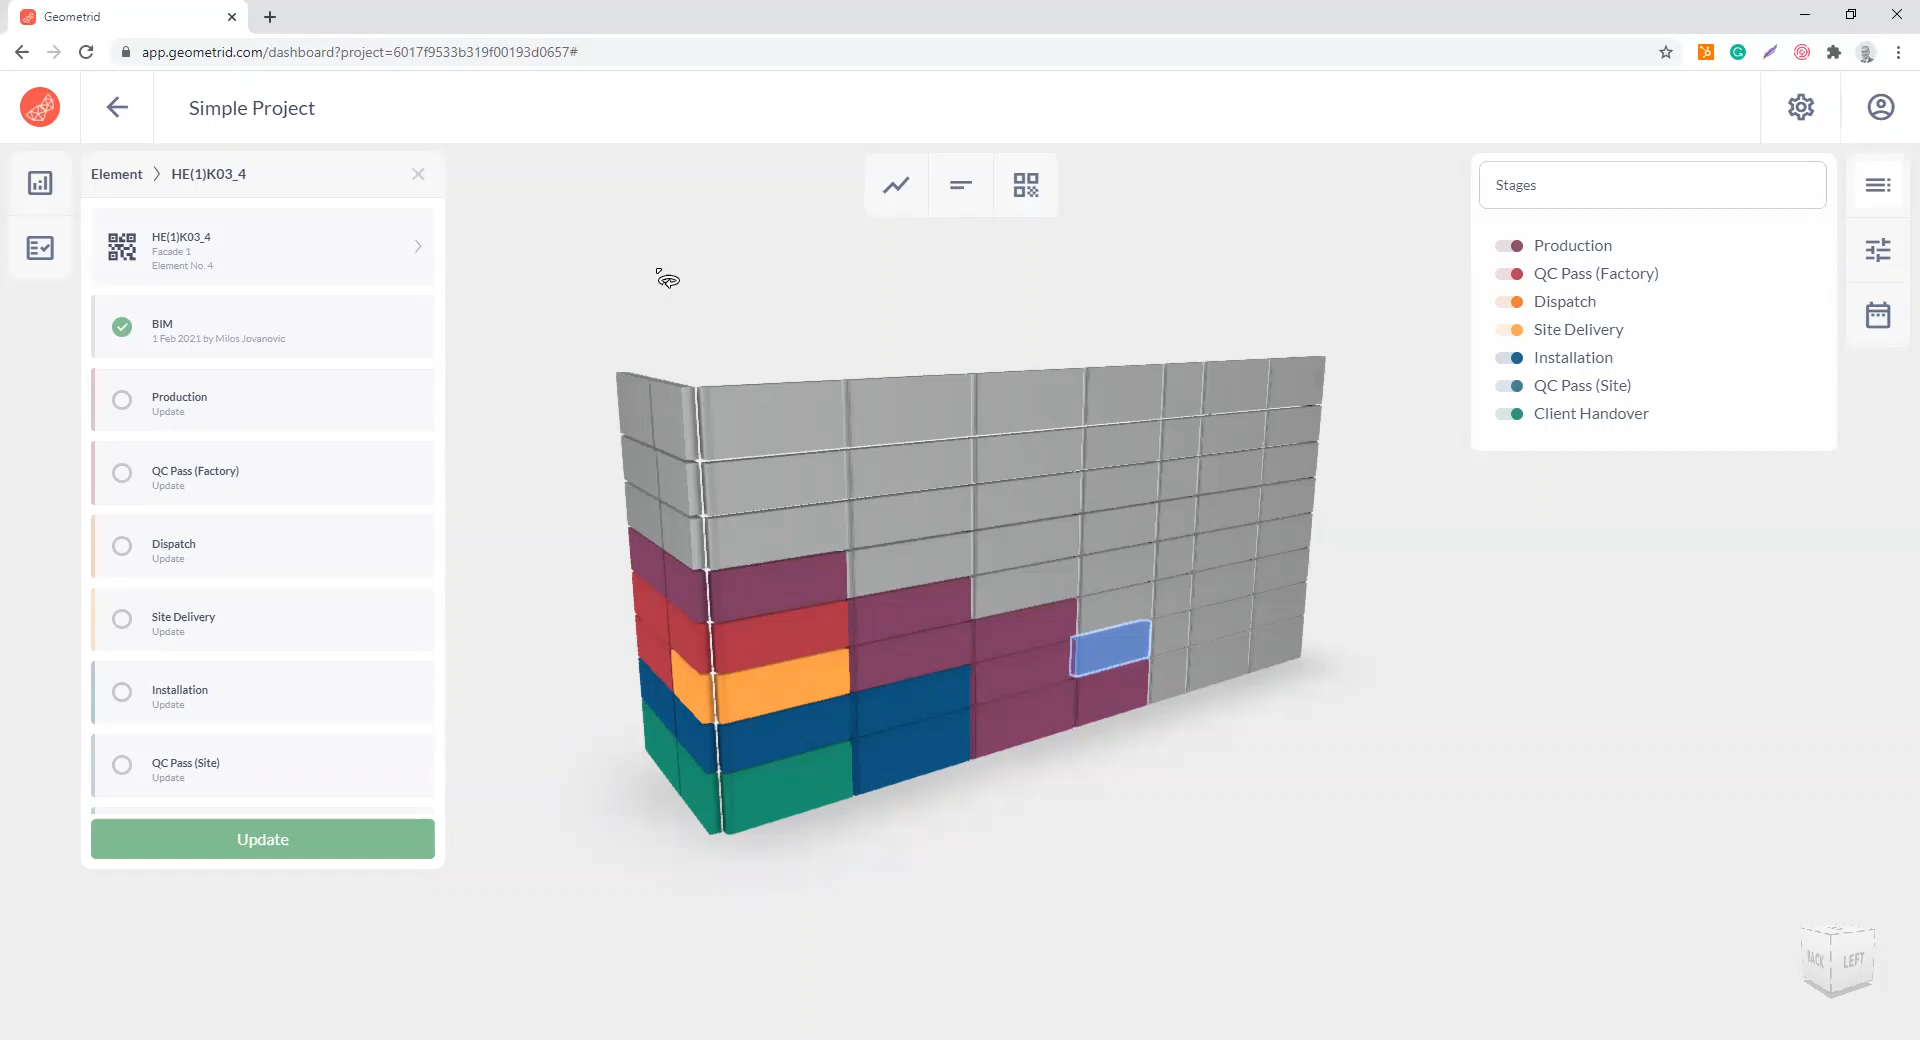 Geometrid
app.geometrid.com/dashboard?project=6017f9533b319f00193d0657#
Simple Project
Element > HE(1)K03_4
HE(1)K03_4
Facade 1
Element No. 4
BIM
1 Feb 2021 by Milos Jovanovic
Production
Update
QC Pass (Factory)
Update
Dispatch
Update
Site Delivery
Update
Installation
Update
QC Pass (Site)
Update
Update
Stages
Production
QC Pass (Factory)
Dispatch
Site Delivery
Installation
QC Pass (Site)
Client Handover
BACK LEFT